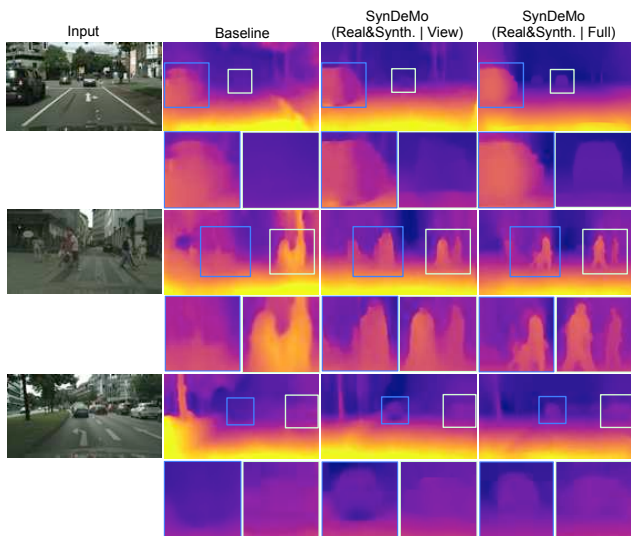 Input
Baseline
SynDeMo
(Real&Synth. | View)
SynDeMo
(Real&Synth. | Full)